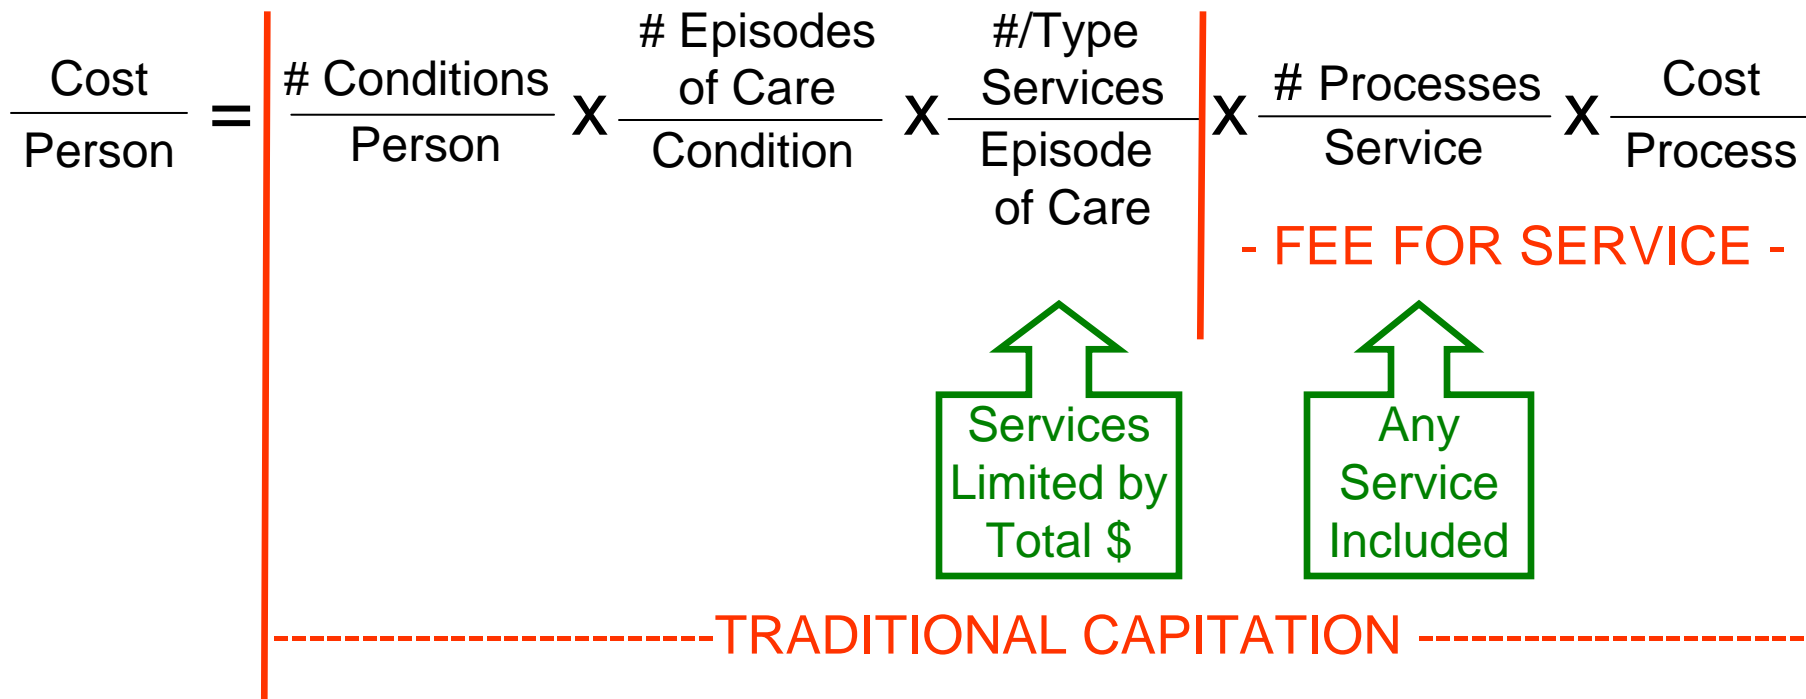 Cost
Person
=
# Conditions
Person
x
# Episodes
of Care
Condition
x
#/Type
Services
Episode
of Care
x
# Processes
Service
x
Cost
Process
- FEE FOR SERVICE -
Services
Limited by
Total $
Any
Service
Included
------------------------TRADITIONAL CAPITATION ---------------------